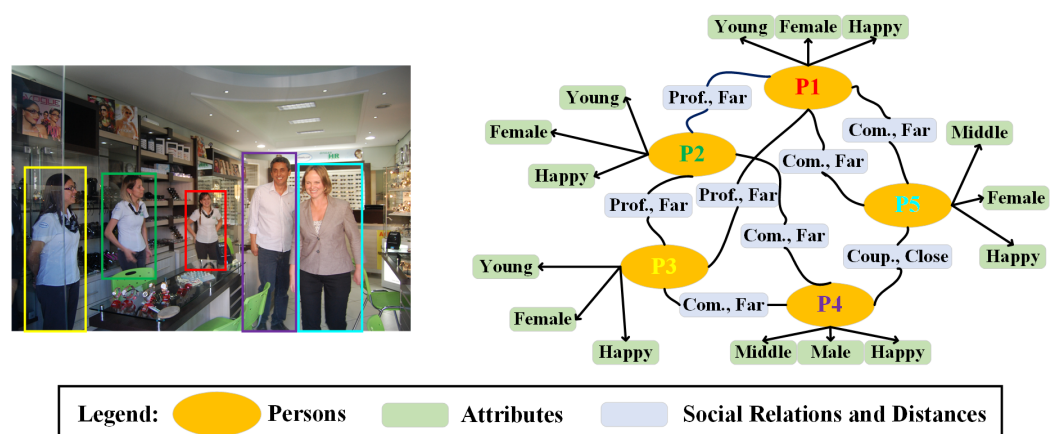 VOGUE
Young Female Happy
P1
Prof., Far
Young
Female
Happy
P2
Com., Far
Middle
Com., Far
P5
Female
Happy
Prof., Far
Prof., Far
Com., Far
Coup., Close
Young
P3
Female
Happy
Com., Far
P4
Middle Male Happy
Legend: Persons Attributes Social Relations and Distances